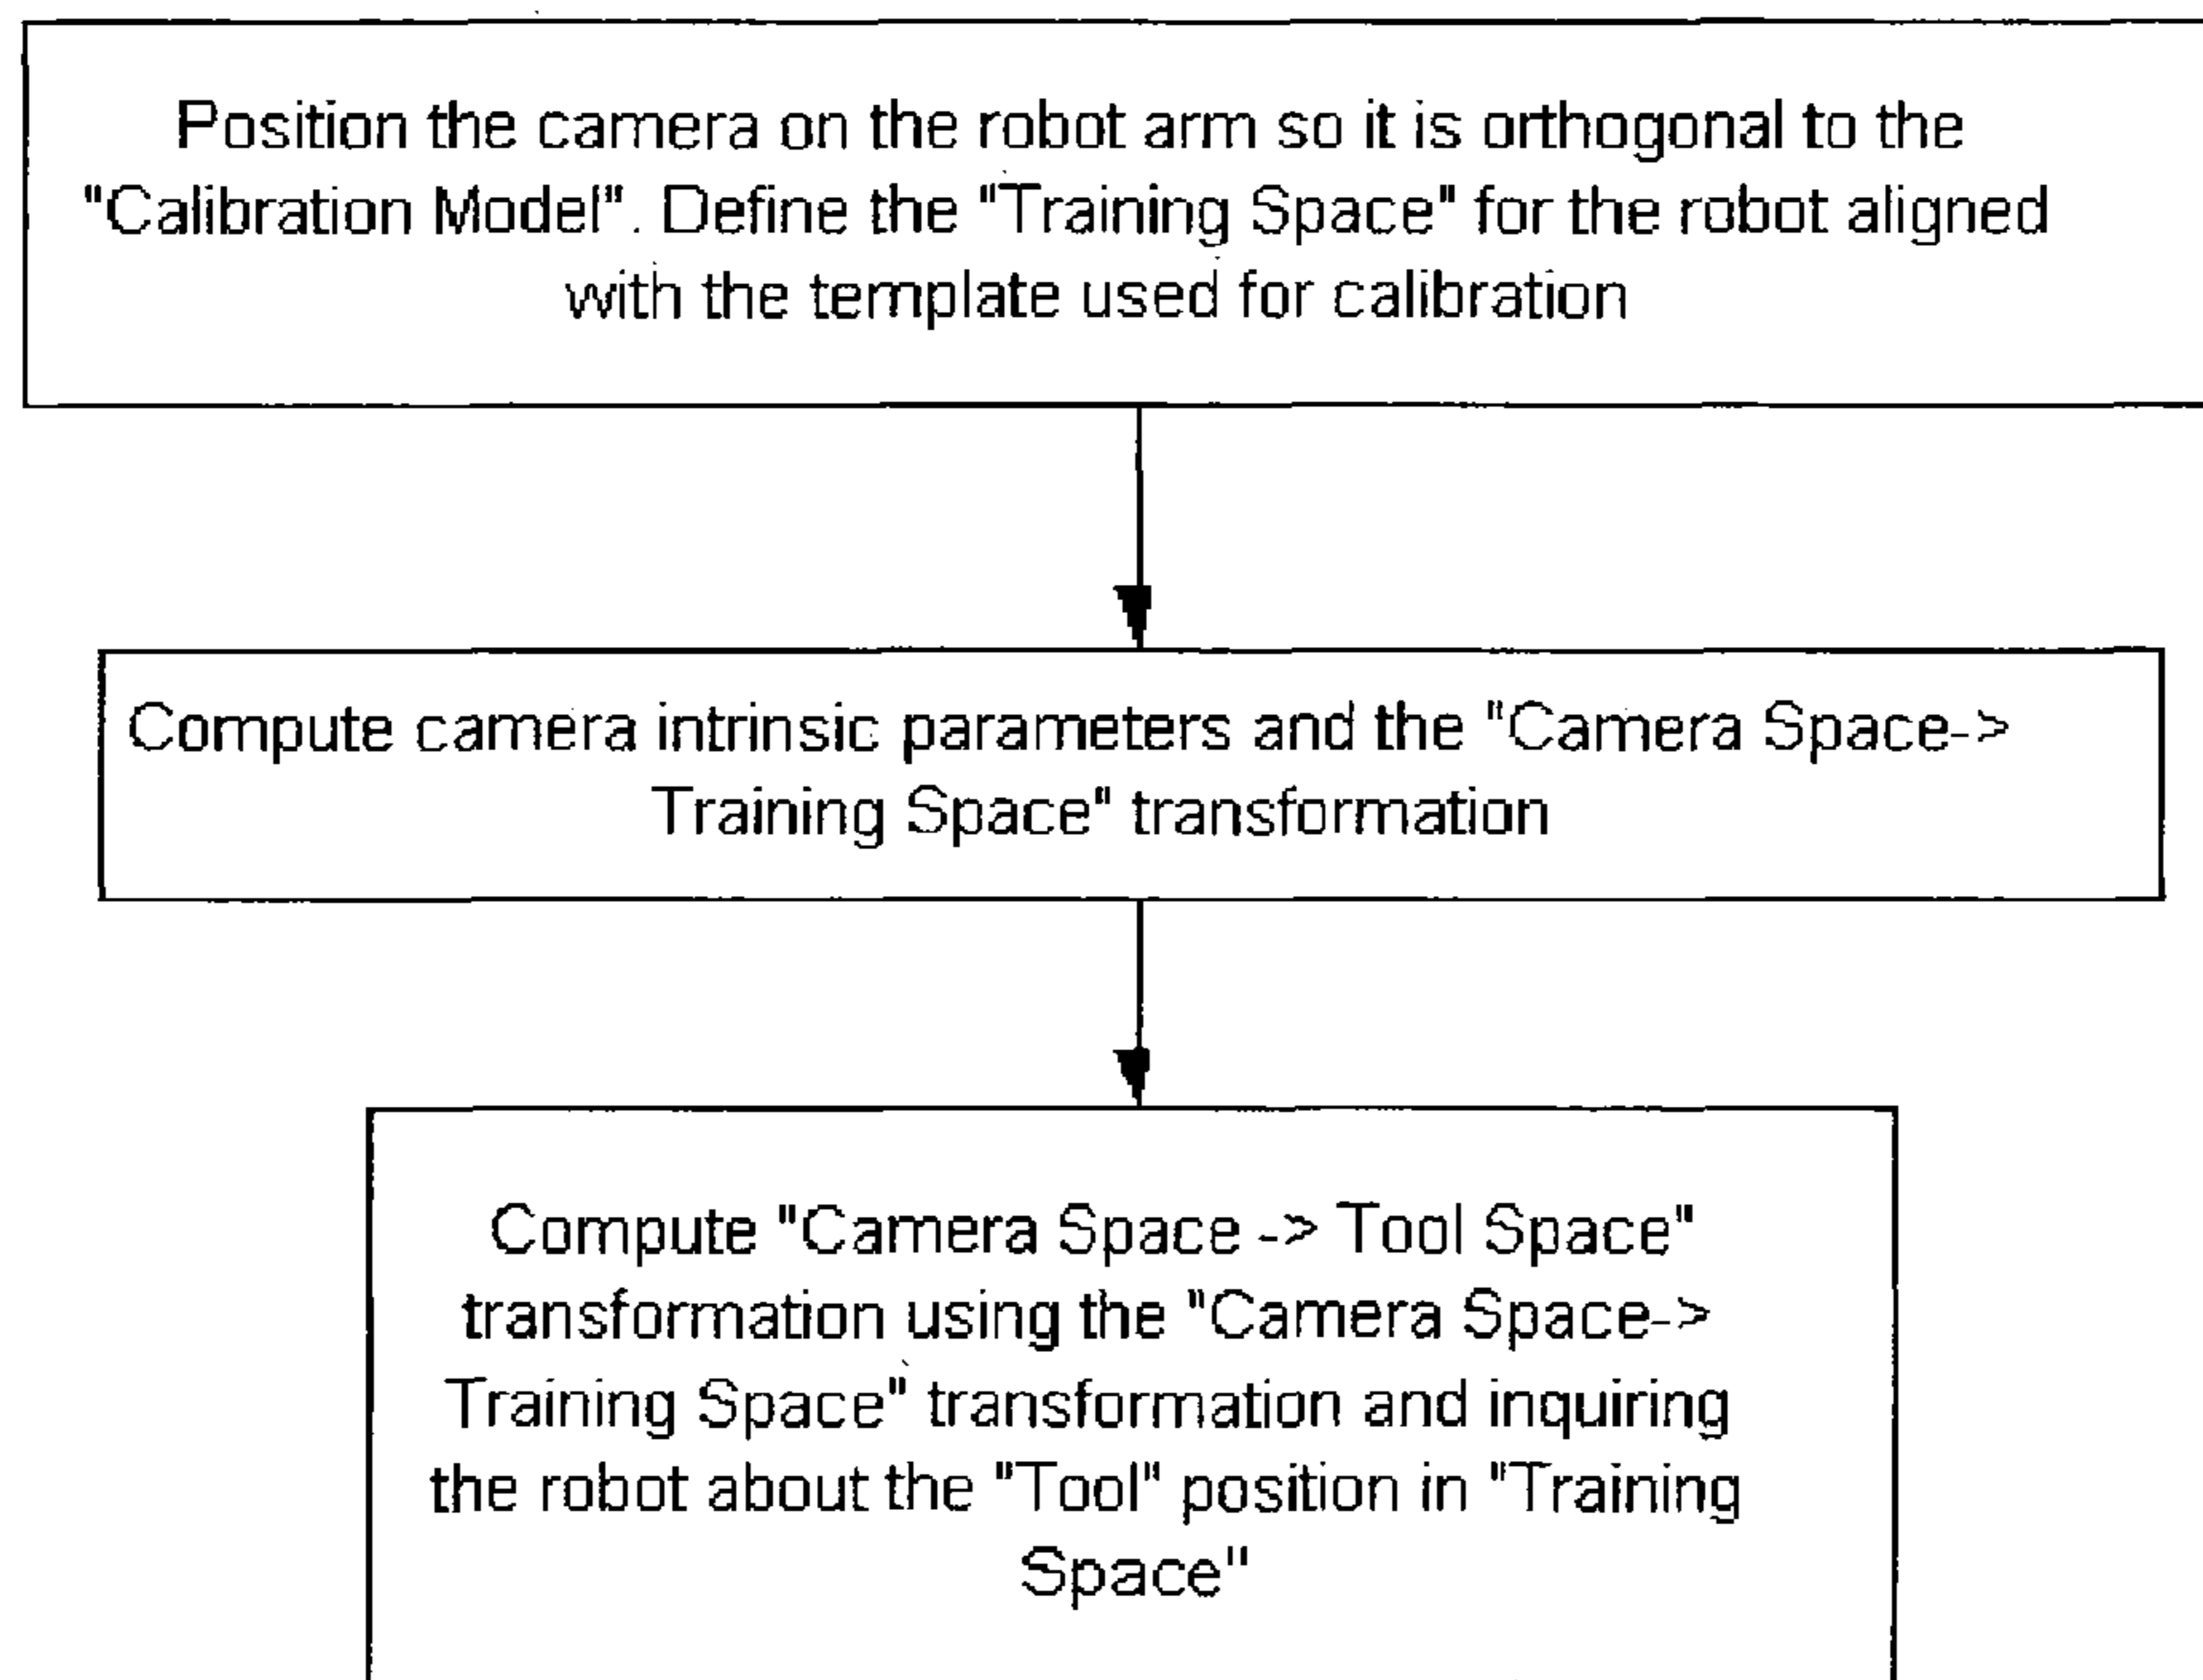 Position the camera on the robot arm so it is orthogonal to the
"Calibration Model". Define the "Training Space" for the robot aligned
with the template used for calibration
Compute camera intrinsic parameters and the "Camera Space->
Training Space" transformation
Compute "Camera Space -> Tool Space"
transformation using the "Camera Space->
Training Space" transformation and inquiring
the robot about the "Tool" position in "Training
Space"